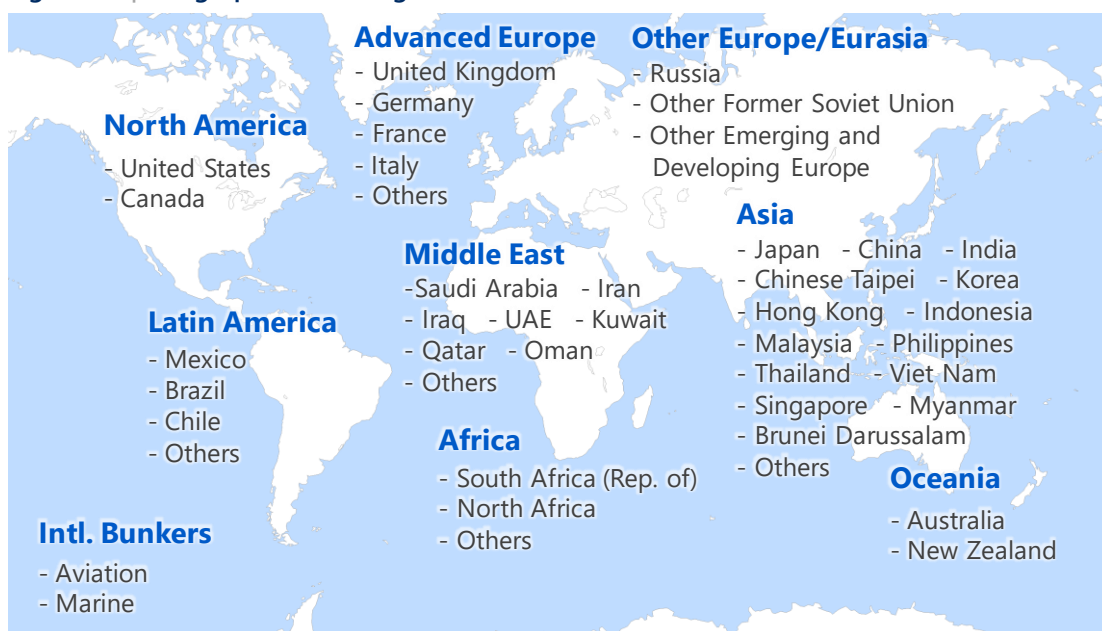 Advanced Europe
- United Kingdom
- Germany
- France
- Italy
- Others
Other Europe/Eurasia
- Russia
- Other Former Soviet Union
- Other Emerging and
Developing Europe
North America
- United States
- Canada
Asia
- Japan - China - India
- Chinese Taipei - Korea
- Hong Kong - Indonesia
- Malaysia - Philippines
- Thailand - Viet Nam
- Singapore - Myanmar
- Brunei Darussalam
- Others
Middle East
-Saudi Arabia - Iran
- Iraq - UAE - Kuwait
- Qatar - Oman
- Others
Latin America
- Mexico
- Brazil
- Chile
- Others
Africa
- South Africa (Rep. of)
- North Africa
- Others
Oceania
- Australia
- New Zealand
Intl. Bunkers
- Aviation
- Marine